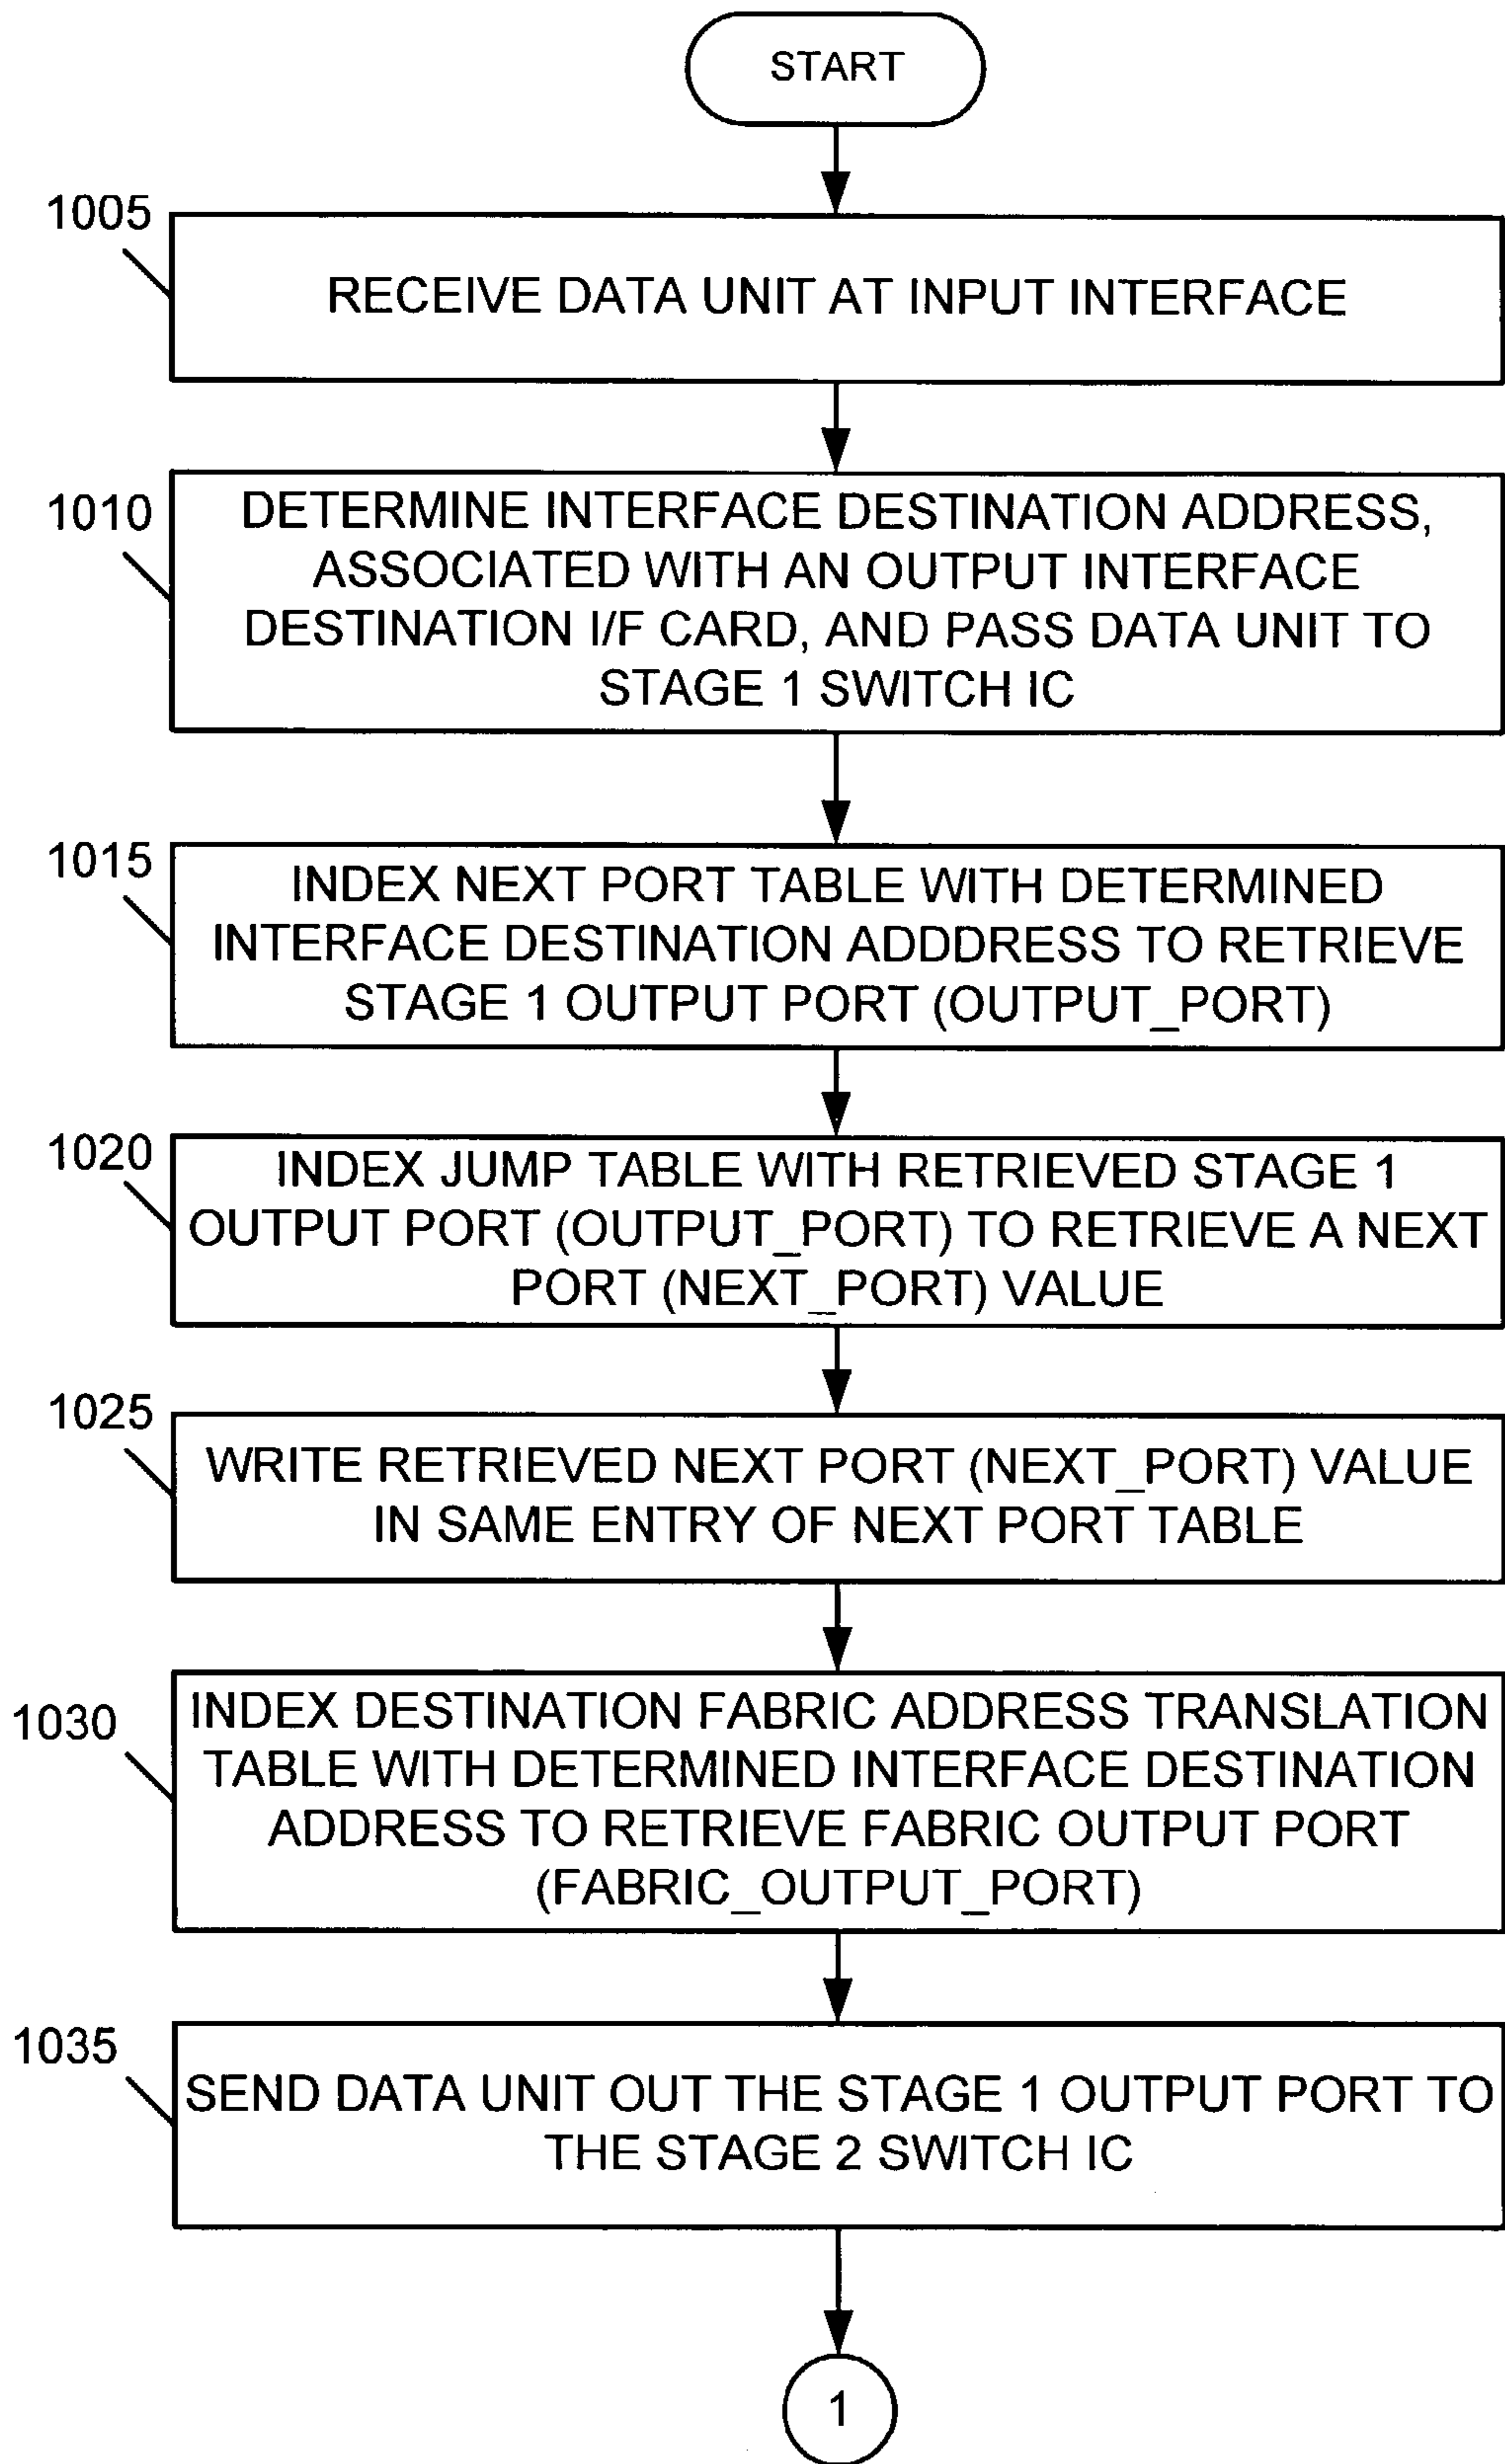 START
1005
RECEIVE DATA UNIT AT INPUT INTERFACE
1010
DETERMINE INTERFACE DESTINATION ADDRESS,
ASSOCIATED WITH AN OUTPUT INTERFACE
DESTINATION I/F CARD, AND PASS DATA UNIT TO
STAGE 1 SWITCH IC
1015
INDEX NEXT PORT TABLE WITH DETERMINED
INTERFACE DESTINATION ADDDRESS TO RETRIEVE
STAGE 1 OUTPUT PORT (OUTPUT_PORT)
1020
INDEX JUMP TABLE WITH RETRIEVED STAGE 1
OUTPUT PORT (OUTPUT_PORT) TO RETRIEVE A NEXT
PORT (NEXT_PORT) VALUE
1025
WRITE RETRIEVED NEXT PORT (NEXT_PORT) VALUE
IN SAME ENTRY OF NEXT PORT TABLE
1030
INDEX DESTINATION FABRIC ADDRESS TRANSLATION
TABLE WITH DETERMINED INTERFACE DESTINATION
ADDRESS TO RETRIEVE FABRIC OUTPUT PORT
(FABRIC_OUTPUT_PORT)
1035
SEND DATA UNIT OUT THE STAGE 1 OUTPUT PORT TO
THE STAGE 2 SWITCH IC
1